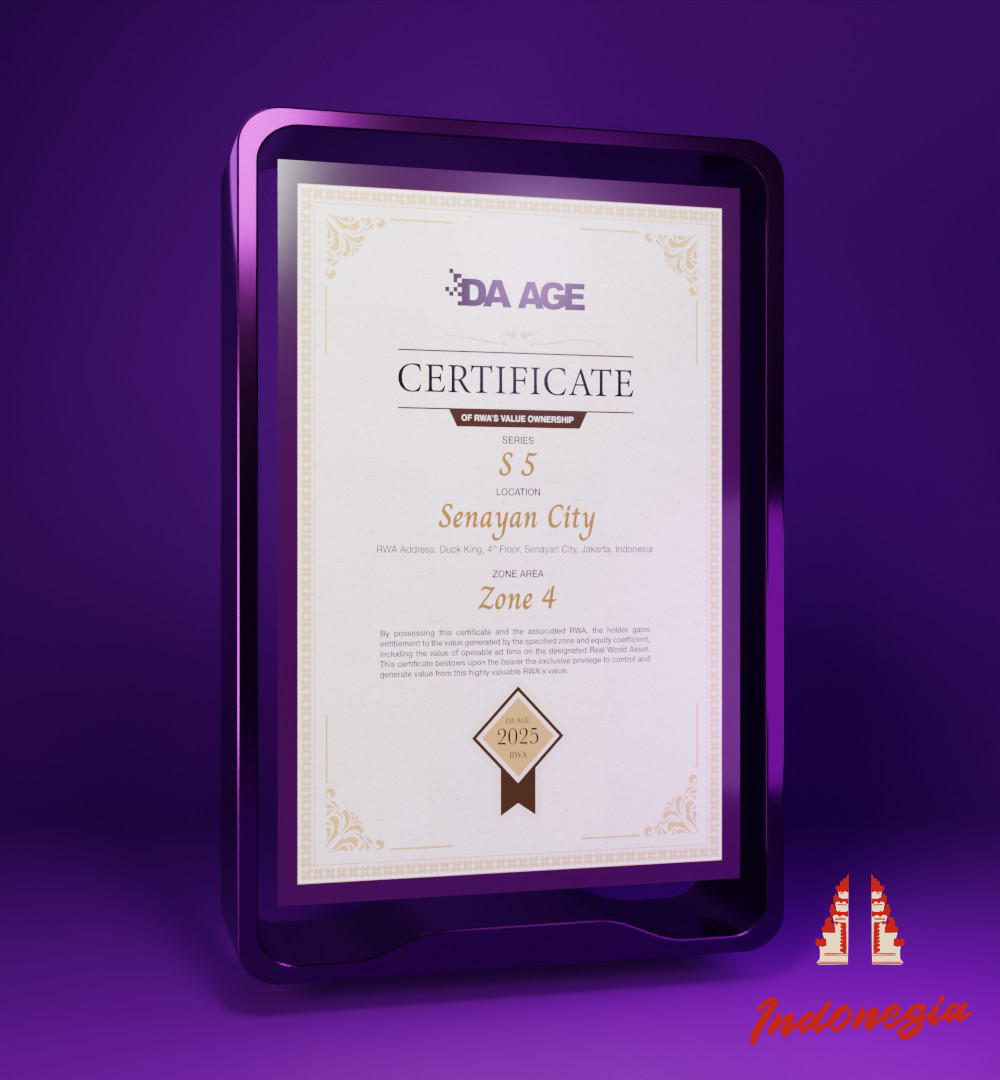 DA AGE
CERTIFICATE
OF RWA'S VALUE OWNERSHIP
SERIES
S 5
LOCATION
Senayan City
RWA Address: Duck King, 4th Floor, Senayan City, Jakarta, Indonesia
ZONE AREA
Zone 4
By possessing this certificate and the associated RWA, the holder gains
entitlement to the value generated by the specified zone and equity coefficient,
including the value of operable ad time on the designated Real World Asset.
This certificate bestows upon the bearer the exclusive privilege to control and
generate value from this highly valuable RWA's value.
DA AGE
2025
RWA
Indonesia